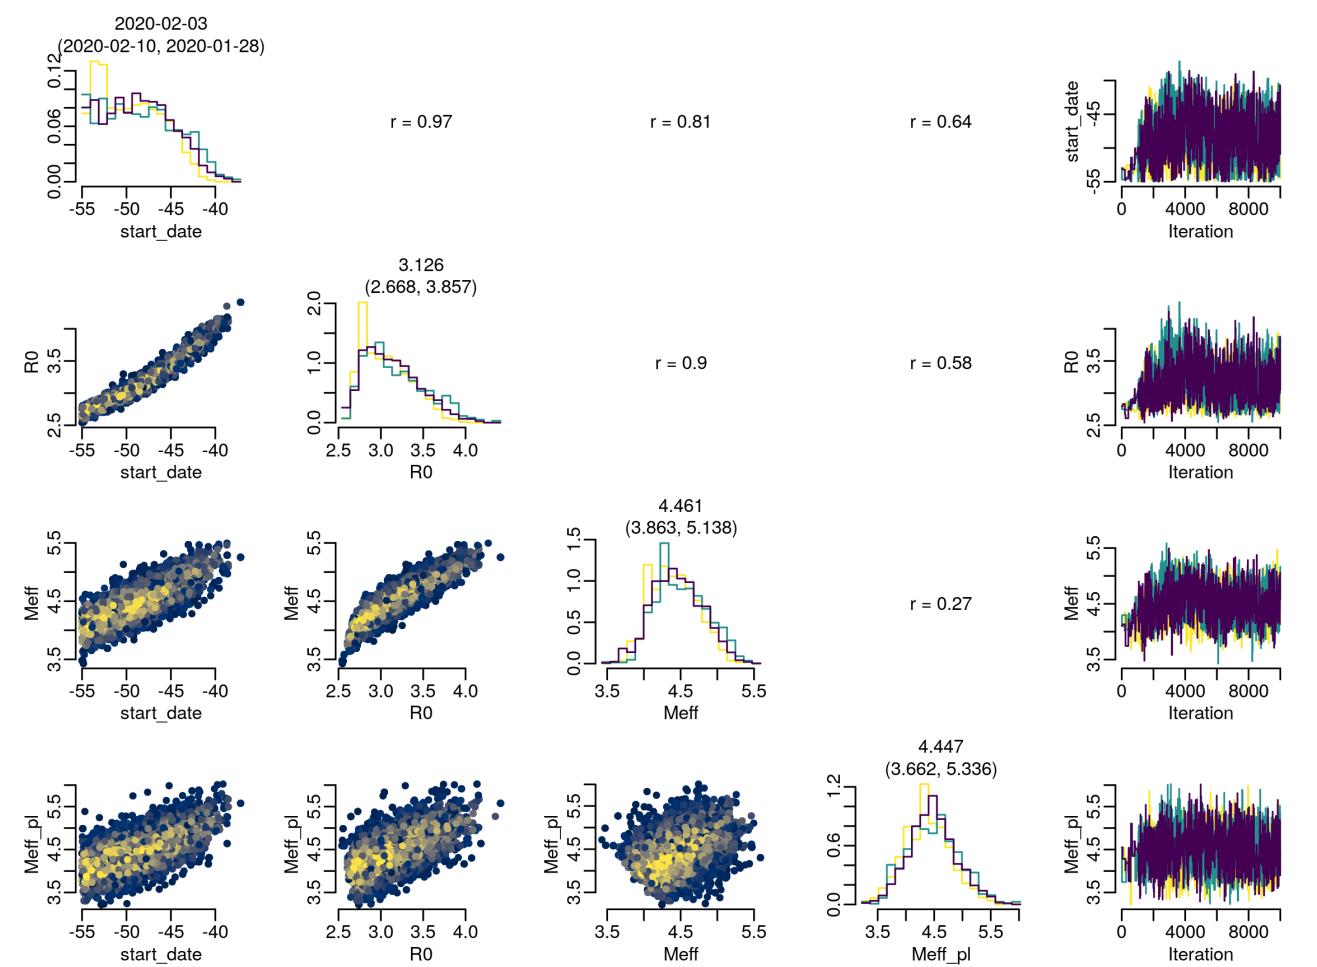 2020-02-03
(2020-02-10, 2020-01-28)
0.00 0.06 0.12
-55 -50 -45 -40
start_date
r = 0.97
r = 0.81
r = 0.64
start_date
-55 -45
0 4000 8000
Iteration
R0
2.5 3.5
-55 -50 -45 -40
start_date
3.126
(2.668, 3.857)
0.0 1.0 2.0
2.5 3.0 3.5 4.0
R0
r = 0.9
r = 0.58
R0
2.5 3.5
0 4000 8000
Iteration
Meff
3.5 4.5 5.5
-55 -50 -45 -40
start_date
Meff
3.5 4.5 5.5
2.5 3.0 3.5 4.0
R0
4.461
(3.863, 5.138)
0.0 0.5 1.0 1.5
3.5 4.5 5.5
Meff
r = 0.27
Meff
3.5 4.5 5.5
0 4000 8000
Iteration
Meff_pl
3.5 4.5 5.5
-55 -50 -45 -40
start_date
Meff_pl
3.5 4.5 5.5
2.5 3.0 3.5 4.0
R0
Meff_pl
3.5 4.5 5.5
3.5 4.5 5.5
Meff
4.447
(3.662, 5.336)
0.0 0.6 1.2
3.5 4.5 5.5
Meff_pl
Meff_pl
3.5 4.5 5.5
0 4000 8000
Iteration